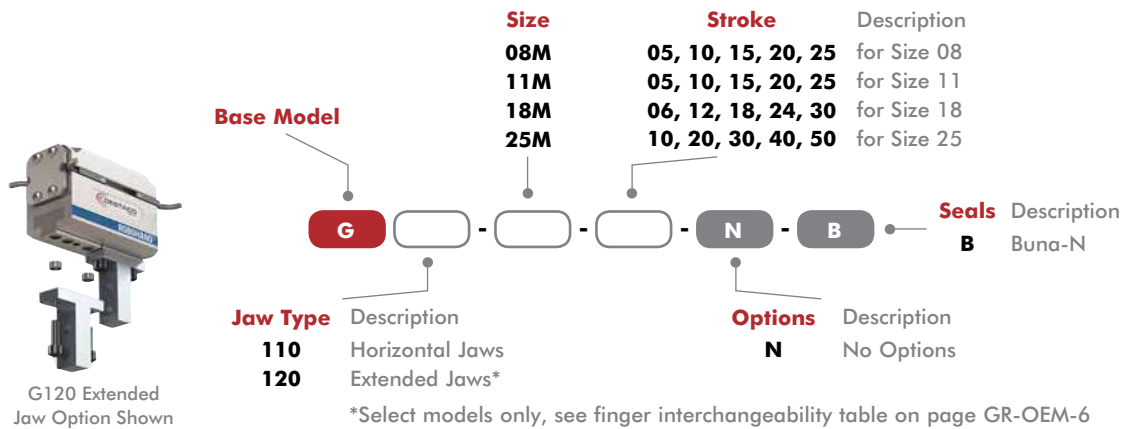 Size Stroke Description
08M 05, 10, 15, 20, 25 for Size 08
11M 05, 10, 15, 20, 25 for Size 11
18M 06, 12, 18, 24, 30 for Size 18
25M 10, 20, 30, 40, 50 for Size 25
Base Model
DESTACO
ROBOHAND
G - - - N - B
Seals Description
B Buna-N
Jaw Type Description
110 Horizontal Jaws
120 Extended Jaws*
Options Description
N No Options
G120 Extended
Jaw Option Shown
*Select models only, see finger interchangeability table on page GR-OEM-6